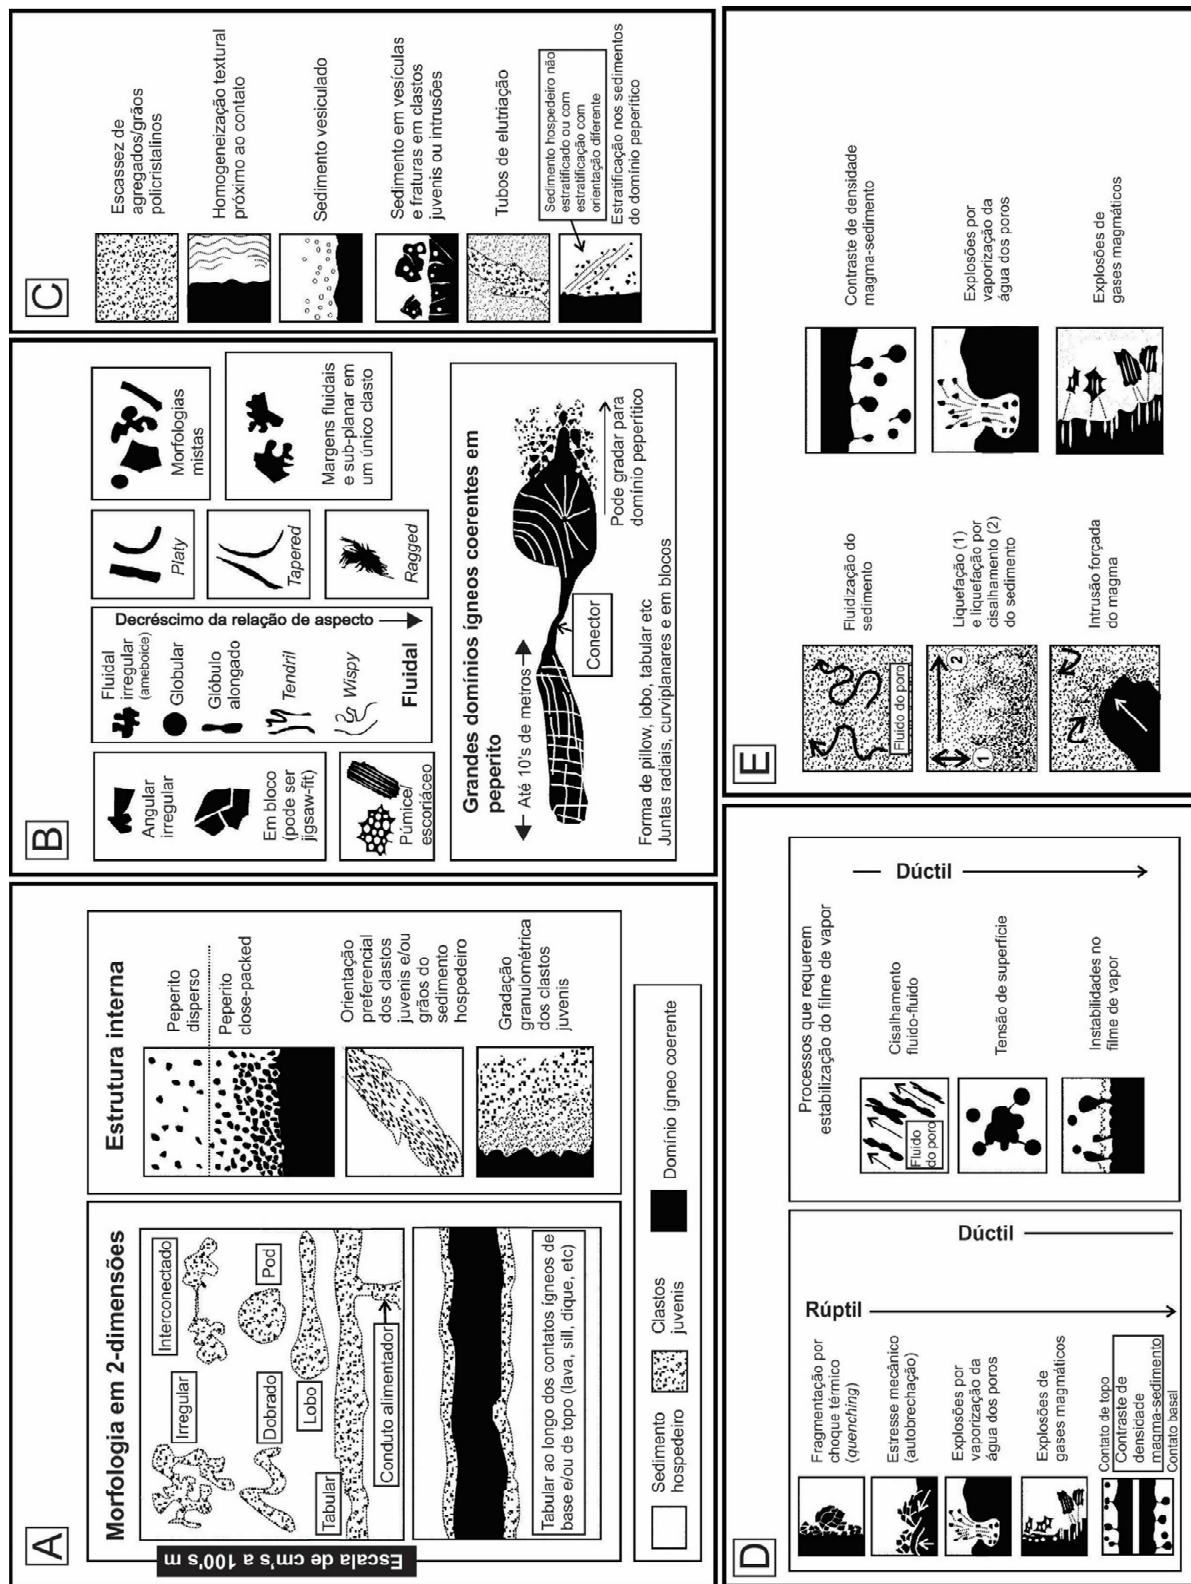 A
Morfologia em 2-dimensões
Irregular
Interconectado
Dobrado
Pod
Lobo
Tabular
Conduto alimentador
Tabular ao longo dos contatos ígneos de
base e/ou de topo (lava, sill, dique, etc)
Escala de cm's a 100's m
Estrutura interna
Peperito
disperso
Peperito
close-packed
Orientação
preferencial
dos clastos
juvenis e/ou
grãos do
sedimento
hospedeiro
Gradação
granulométrica
dos clastos
juvenis
Sedimento
hospedeiro
Clastos
juvenis
Domínio ígneo coerente
B
Angular
irregular
Em bloco
(pode ser
jigsaw-fit)
Púmice/
escoriáceo
Fluidal
irregular
(ameboice)
Globular
Glóbulo
alongado
Tendril
Wispy
Fluidal
Decréscimo da relação de aspecto
Platy
Tapered
Ragged
Morfologias
mistas
Margens fluidais
e sub-planar em
um único clasto
Grandes domínios ígneos coerentes em
peperito
Até 10's de metros
Conector
Pode gradar para
domínio peperítico
Forma de pillow, lobo, tabular etc
Juntas radiais, curviplanares e em blocos
C
Escassez de
agregados/grãos
policristalinos
Homogeneização textural
próximo ao contato
Sedimento vesiculado
Sedimento em vesículas
e fraturas em clastos
juvenis ou intrusões
Tubos de elutriação
Sedimento hospedeiro não
estratificado ou com
estratificação com
orientação diferente
Estratificação nos sedimentos
do domínio peperítico
D
Rúptil
Dúctil
Fragmentação por
choque térmico
(quenching)
Estresse mecânico
(autobrechação)
Explosões por
vaporização da
água dos poros
Explosões de
gases magmáticos
Contato de topo
Contraste de
densidade
magma-sedimento
Contato basal
Processos que requerem
estabilização do filme de vapor
Dúctil
Cisalhamento
fluido-fluido
Fluido
do poro
Tensão de superfície
Instabilidades no
filme de vapor
E
Fluidização do
sedimento
Fluido do poro
Liquefação (1)
e liquefação por
cisalhamento (2)
do sedimento
1
2
Intrusão forçada
do magma
Contraste de densidade
magma-sedimento
Explosões por
vaporização da
água dos poros
Explosões de
gases magmáticos